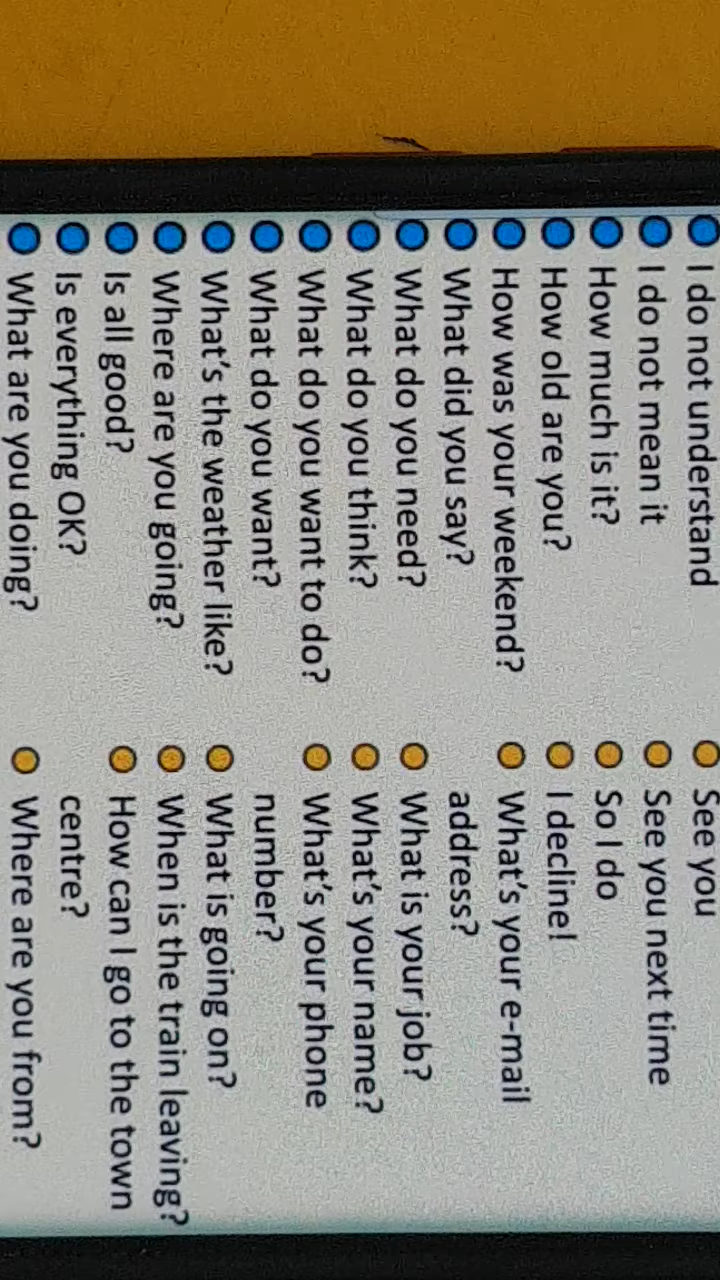 I do not understand
I do not mean it
How much is it?
How old are you?
How was your weekend?
What did you say?
What do you need?
What do you think?
What do you want to do?
What do you want?
What's the weather like?
Where are you going?
Is all good?
Is everything OK?
What are you doing?
See you
See you next time
So I do
I decline!
What's your e-mail
address?
What is your job?
What's your name?
What's your phone
number?
What is going on?
When is the train leaving?
How can I go to the town
centre?
Where are you from?